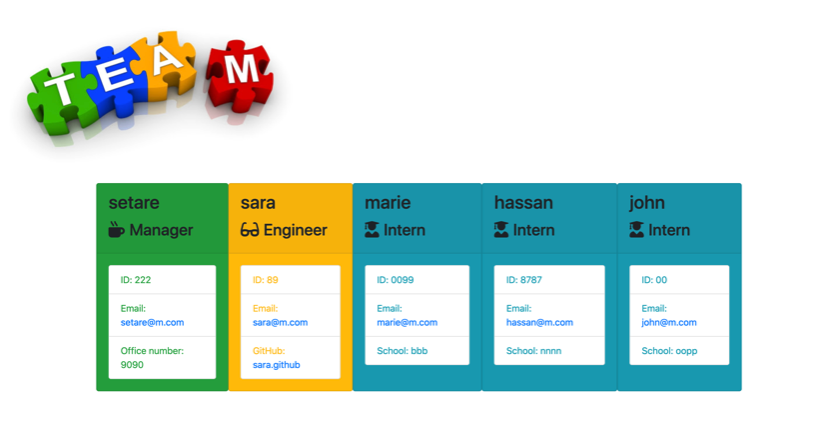 TEAM
setare
Manager
ID: 222
Email:
setare@m.com
Office number:
9090
sara
Engineer
ID: 89
Email:
sara@m.com
GitHub:
sara.github
marie
Intern
ID: 0099
Email:
marie@m.com
School: bbb
hassan
Intern
ID: 8787
Email:
hassan@m.com
School: nnnn
john
Intern
ID: 00
Email:
john@m.com
School: oopp